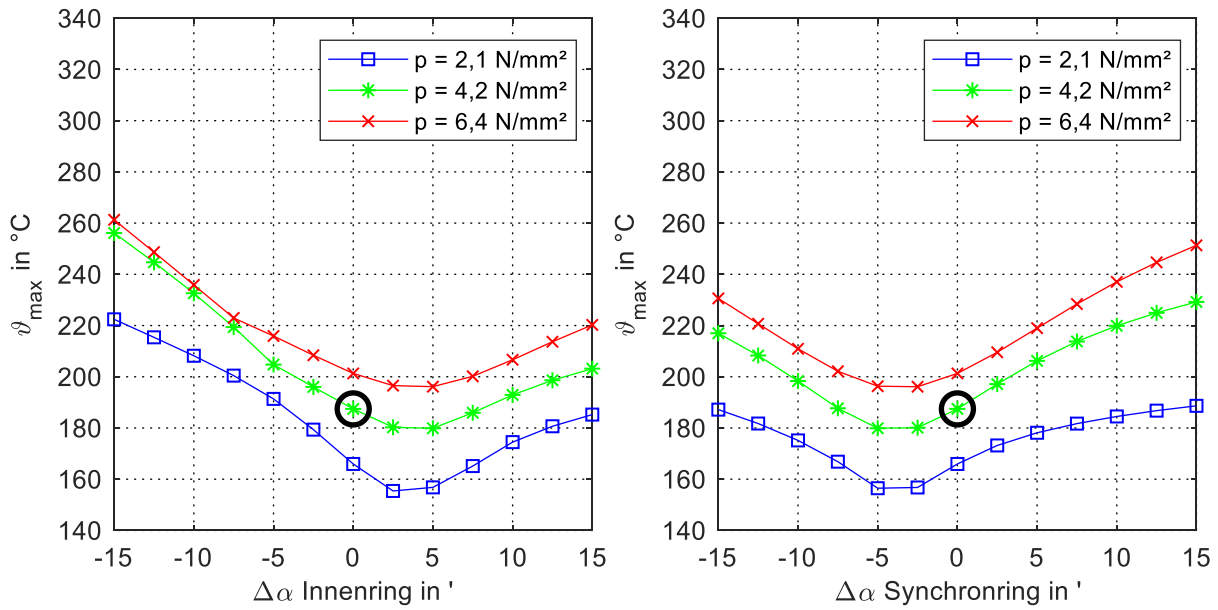 340
320
300
280
260
240
220
200
180
160
140
ϑmax in °C
p = 2,1 N/mm²
p = 4,2 N/mm²
p = 6,4 N/mm²
-15 -10 -5 0 5 10 15
Δα Innenring in '
340
320
300
280
260
240
220
200
180
160
140
ϑmax in °C
p = 2,1 N/mm²
p = 4,2 N/mm²
p = 6,4 N/mm²
-15 -10 -5 0 5 10 15
Δα Synchronring in '